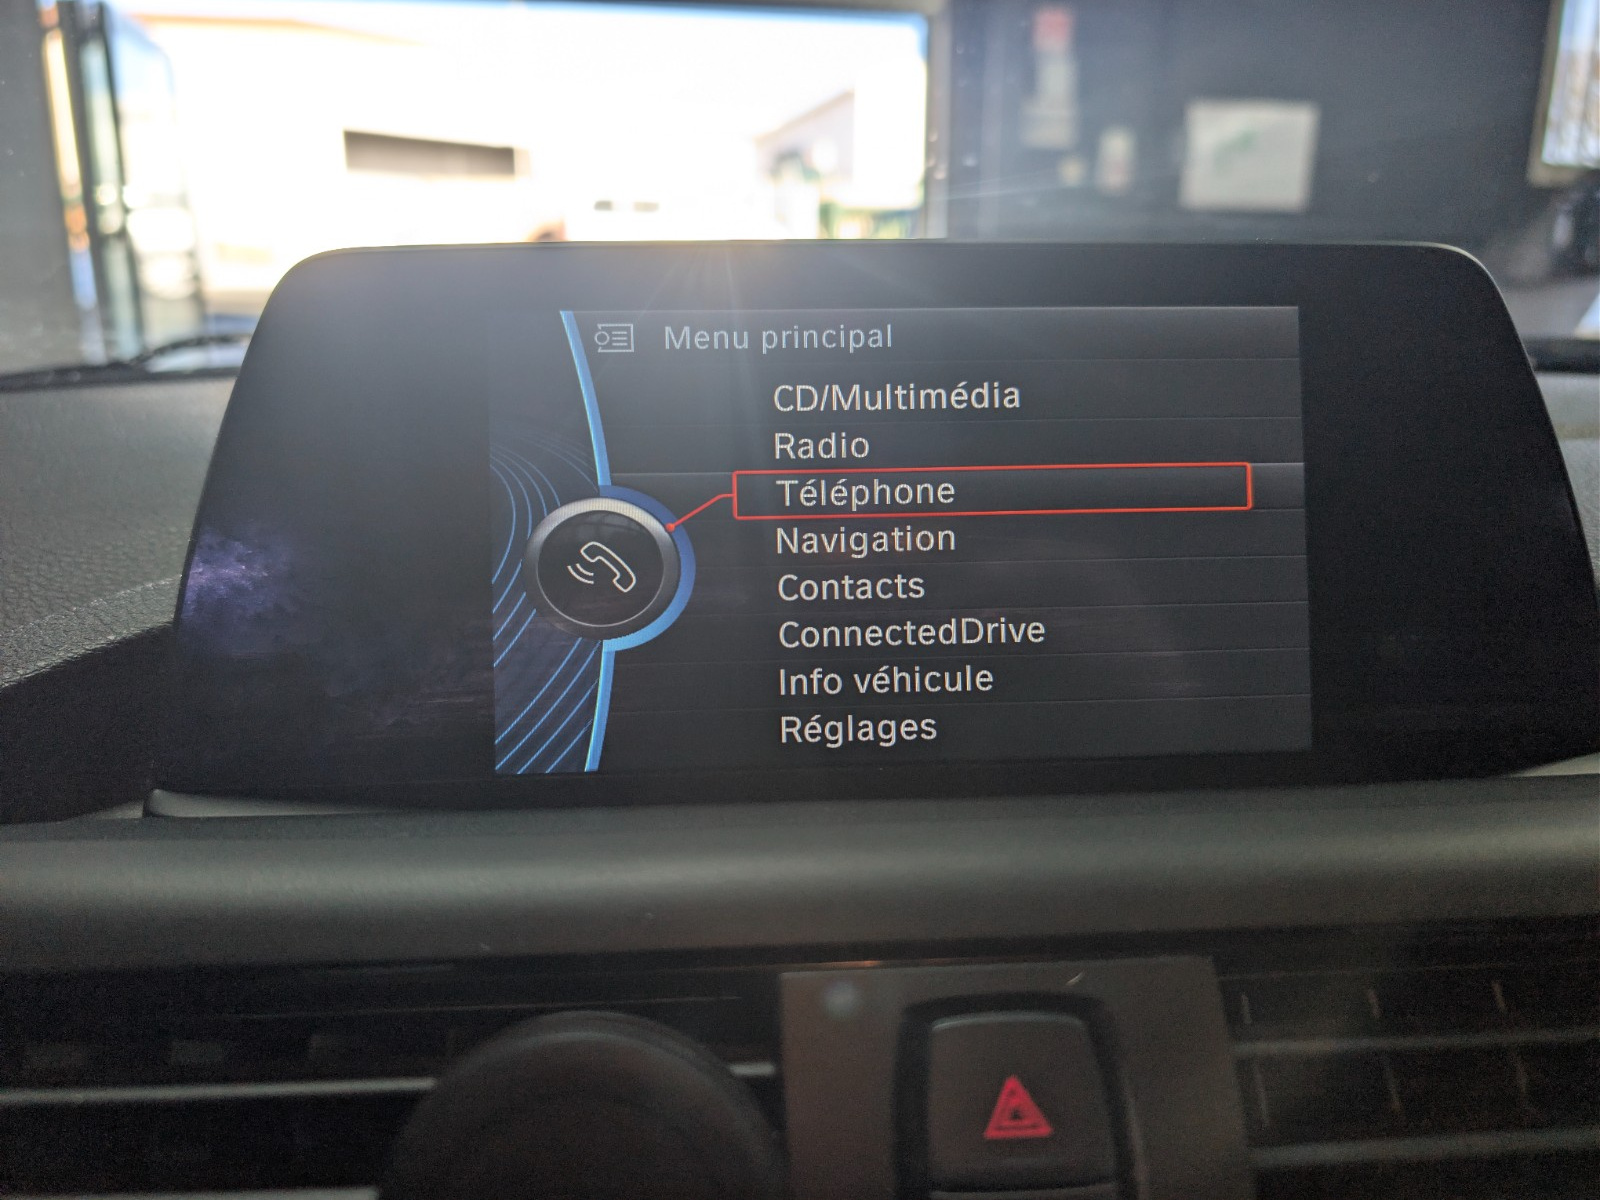 Menu principal
CD/Multimédia
Radio
Téléphone
Navigation
Contacts
ConnectedDrive
Info véhicule
Réglages